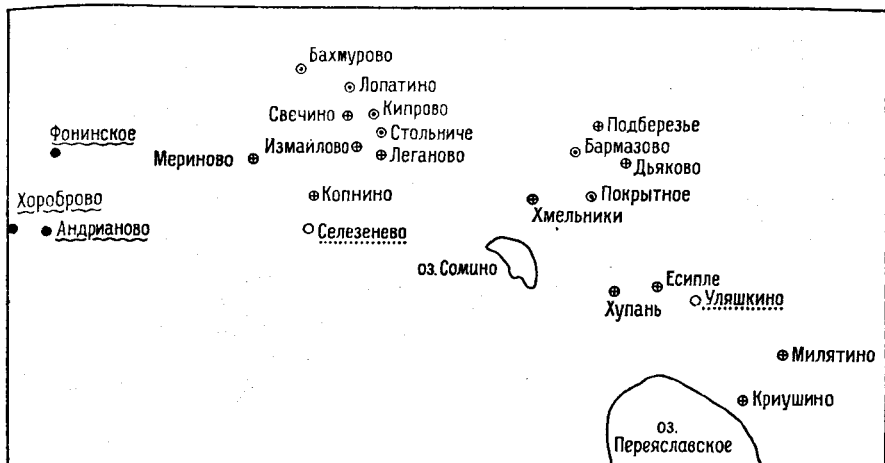 Бахмурово
Лопатино
Свечино
Кипрово
Фонинское
Стольниче
Подберезье
Мериново
Измайлово
Леганово
Бармазово
Дьяково
Хороброво
Копнино
Покрытное
Хмельники
Андрианово
Селезенево
оз. Сомино
Есипле
Хупань
Уляшкино
Милятино
Криушино
оз.
Переяславское